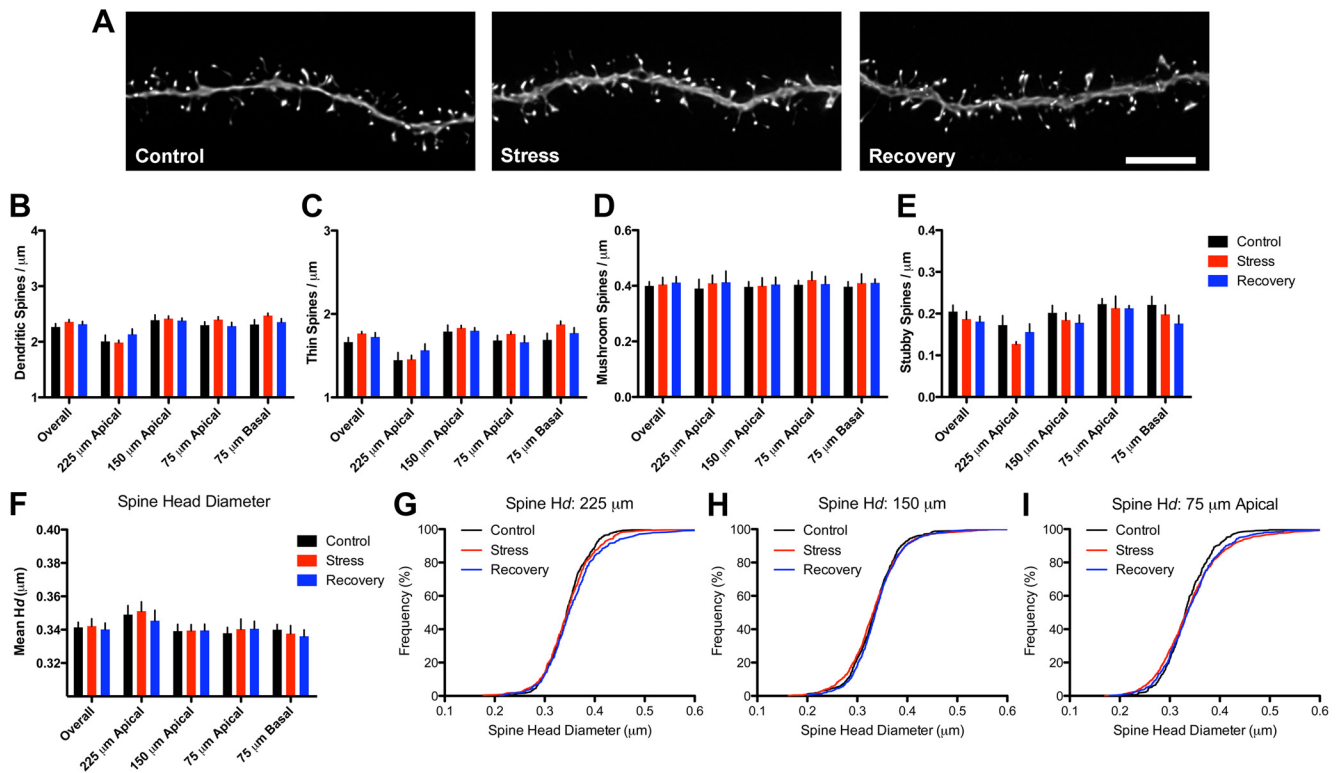 A
Control
Stress
Recovery
B
Dendritic Spines / μm
4
3
2
1
Overall
225 μm Apical
150 μm Apical
75 μm Apical
75 μm Basal
C
Thin Spines / μm
3
2
1
Overall
225 μm Apical
150 μm Apical
75 μm Apical
75 μm Basal
D
Mushroom Spines / μm
0.6
0.4
0.2
0.0
Overall
225 μm Apical
150 μm Apical
75 μm Apical
75 μm Basal
E
Stubby Spines / μm
0.4
0.3
0.2
0.1
0.0
Overall
225 μm Apical
150 μm Apical
75 μm Apical
75 μm Basal
Control
Stress
Recovery
F
Spine Head Diameter
Mean Hd (μm)
0.40
0.38
0.36
0.34
0.32
Overall
225 μm Apical
150 μm Apical
75 μm Apical
75 μm Basal
Control
Stress
Recovery
G
Spine Hd: 225 μm
Control
Stress
Recovery
Frequency (%)
100
80
60
40
20
0
0.1 0.2 0.3 0.4 0.5 0.6
Spine Head Diameter (μm)
H
Spine Hd: 150 μm
Control
Stress
Recovery
Frequency (%)
100
80
60
40
20
0
0.1 0.2 0.3 0.4 0.5 0.6
Spine Head Diameter (μm)
I
Spine Hd: 75 μm Apical
Control
Stress
Recovery
Frequency (%)
100
80
60
40
20
0
0.1 0.2 0.3 0.4 0.5 0.6
Spine Head Diameter (μm)